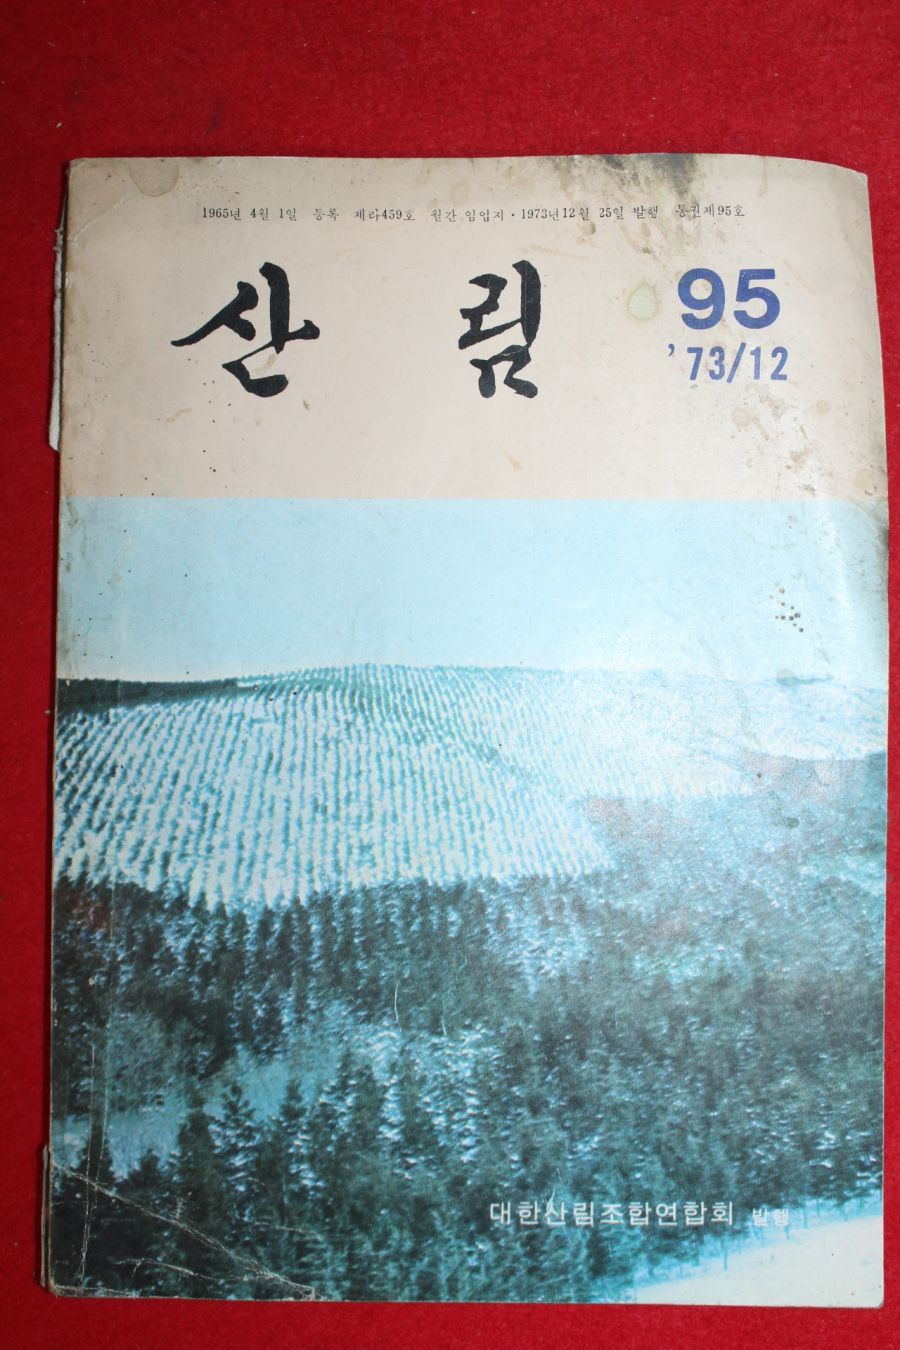 1965년 4월 1일 등록 제라459호 월간 임업지·1973년12월 25일 발행 통권제95호
산 림
95
'73/12
대한산림조합연합회 발행